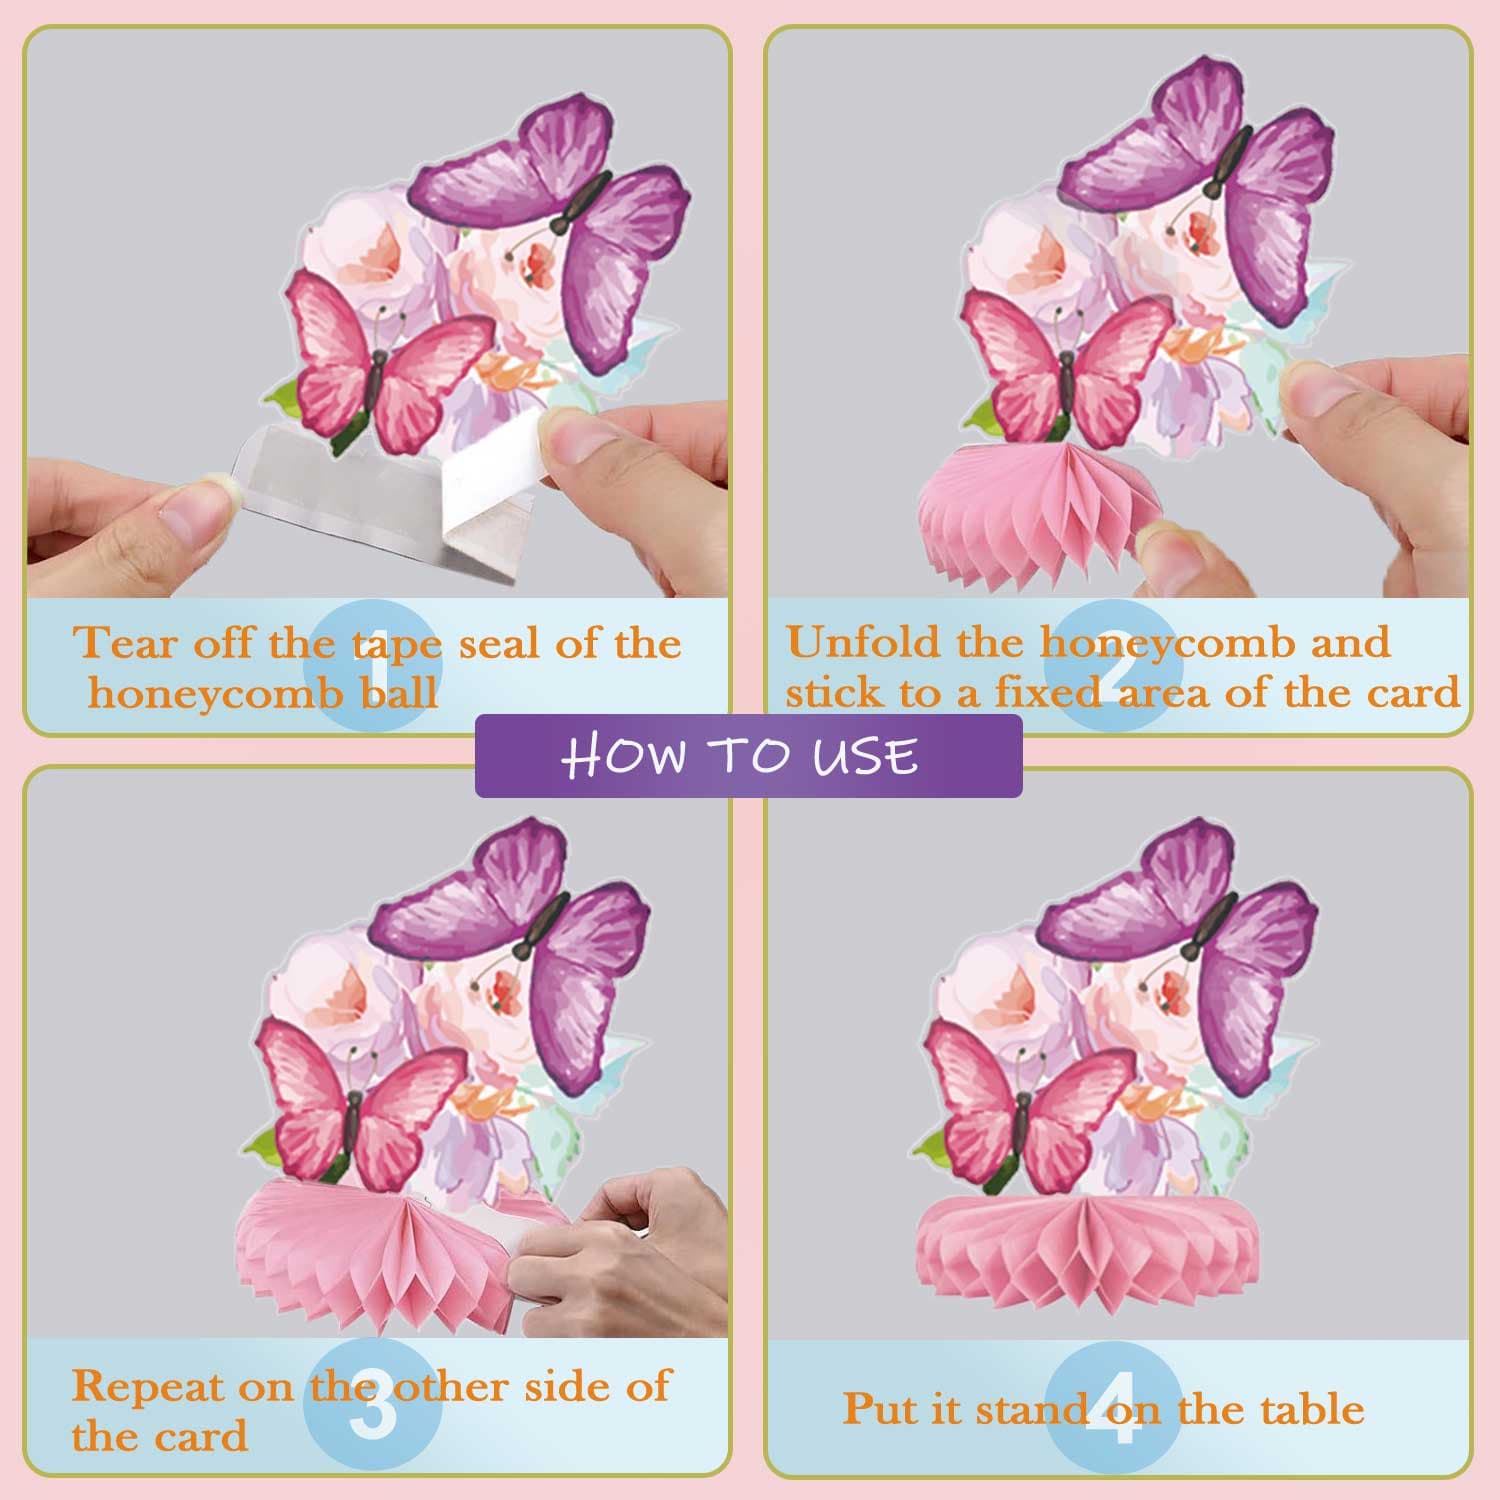 1
Tear off the tape seal of the
honeycomb ball
2
Unfold the honeycomb and
stick to a fixed area of the card
HOW TO USE
3
Repeat on the other side of
the card
4
Put it stand on the table